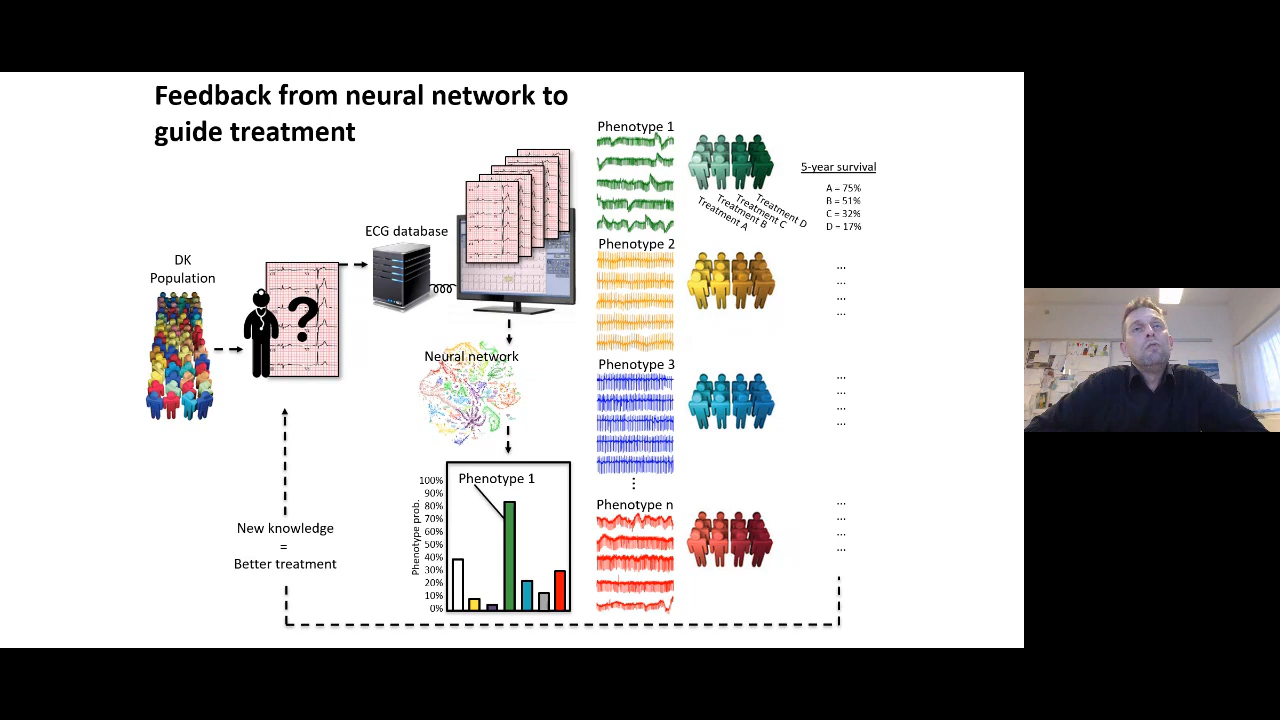 Feedback from neural network to
guide treatment
DK
Population
?
ECG database
Neural network
Phenotype 1
100%
90%
80%
70%
60%
50%
40%
30%
20%
10%
0%
Phenotype prob.
New knowledge
=
Better treatment
Phenotype 1
Treatment A
Treatment B
Treatment C
Treatment D
5-year survival
A = 75%
B = 51%
C = 32%
D = 17%
Phenotype 2
...
...
...
...
Phenotype 3
...
...
...
...
⋮
Phenotype n
...
...
...
...